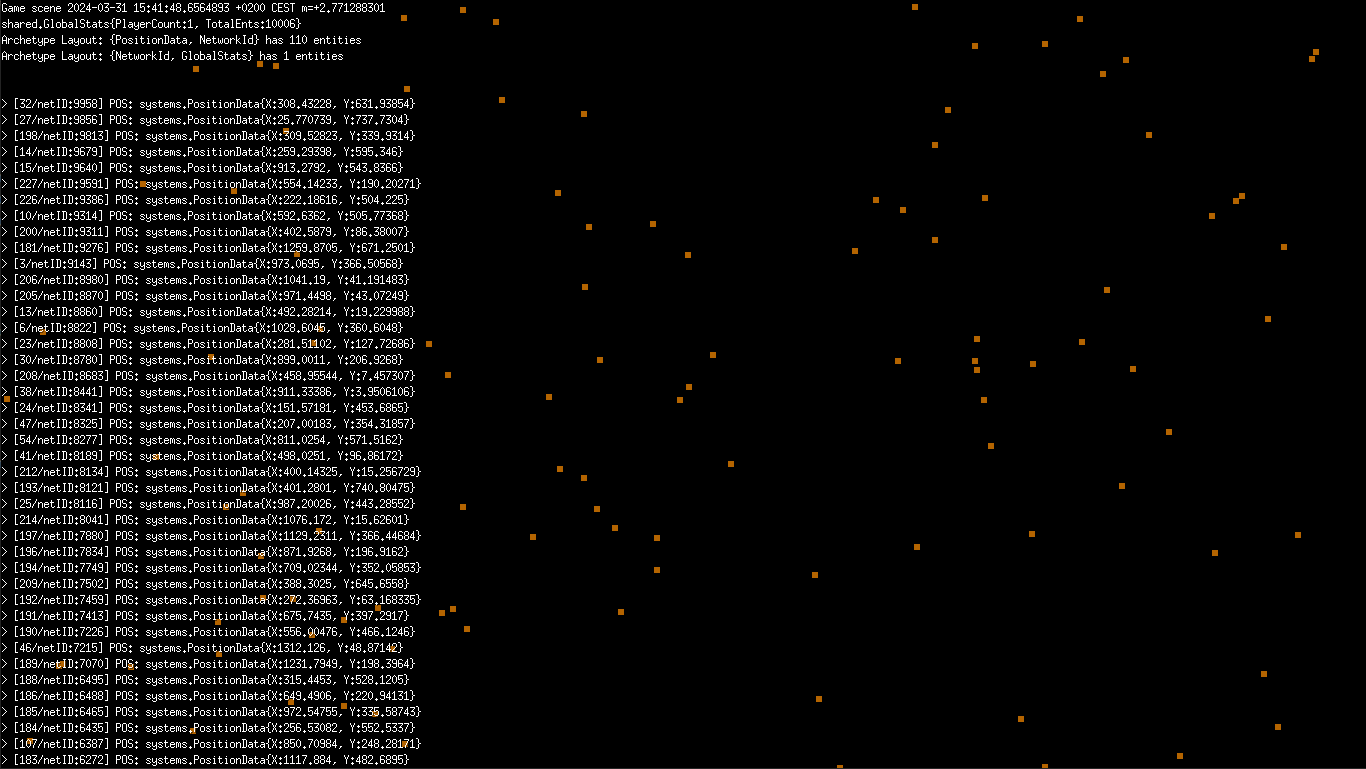 Game scene 2024-03-31 15:41:48.6564893 +0200 CEST m=+2.771288301
shared.GlobalStats{PlayerCount:1, TotalEnts:10006}
Archetype Layout: {PositionData, NetworkId} has 110 entities
Archetype Layout: {NetworkId, GlobalStats} has 1 entities
> [32/netID:9958] POS: systems.PositionData{X:308.43228, Y:631.93854}
> [27/netID:9856] POS: systems.PositionData{X:25.770739, Y:737.7304}
> [198/netID:9813] POS: systems.PositionData{X:309.52823, Y:339.9314}
> [14/netID:9679] POS: systems.PositionData{X:259.29398, Y:595.346}
> [15/netID:9640] POS: systems.PositionData{X:913.2792, Y:543.8366}
> [227/netID:9591] POS: systems.PositionData{X:554.14233, Y:190.20271}
> [226/netID:9386] POS: systems.PositionData{X:222.18616, Y:504.225}
> [10/netID:9314] POS: systems.PositionData{X:592.6362, Y:505.77368}
> [200/netID:9311] POS: systems.PositionData{X:402.5879, Y:86.38007}
> [181/netID:9276] POS: systems.PositionData{X:1259.8705, Y:671.2501}
> [3/netID:9143] POS: systems.PositionData{X:973.0695, Y:366.50568}
> [206/netID:8980] POS: systems.PositionData{X:1041.19, Y:41.191483}
> [205/netID:8870] POS: systems.PositionData{X:971.4498, Y:43.07249}
> [13/netID:8860] POS: systems.PositionData{X:492.28214, Y:19.229988}
> [6/netID:8822] POS: systems.PositionData{X:1028.6046, Y:360.6048}
> [23/netID:8808] POS: systems.PositionData{X:281.51102, Y:127.72686}
> [30/netID:8780] POS: systems.PositionData{X:899.0011, Y:206.9268}
> [208/netID:8683] POS: systems.PositionData{X:458.95544, Y:7.457307}
> [38/netID:8441] POS: systems.PositionData{X:911.33386, Y:3.9506106}
> [24/netID:8341] POS: systems.PositionData{X:151.57181, Y:453.6865}
> [47/netID:8325] POS: systems.PositionData{X:207.00183, Y:354.31857}
> [54/netID:8277] POS: systems.PositionData{X:811.0254, Y:571.5162}
> [41/netID:8189] POS: systems.PositionData{X:498.0251, Y:96.86172}
> [212/netID:8134] POS: systems.PositionData{X:400.14325, Y:15.256729}
> [193/netID:8121] POS: systems.PositionData{X:401.2801, Y:740.80475}
> [25/netID:8116] POS: systems.PositionData{X:987.20026, Y:443.28552}
> [214/netID:8041] POS: systems.PositionData{X:1076.172, Y:15.62601}
> [197/netID:7880] POS: systems.PositionData{X:1129.2311, Y:366.44684}
> [196/netID:7834] POS: systems.PositionData{X:871.9268, Y:196.9162}
> [194/netID:7749] POS: systems.PositionData{X:709.02344, Y:352.05853}
> [209/netID:7502] POS: systems.PositionData{X:388.3025, Y:645.6558}
> [192/netID:7459] POS: systems.PositionData{X:272.36963, Y:63.168335}
> [191/netID:7413] POS: systems.PositionData{X:675.7435, Y:397.2917}
> [190/netID:7226] POS: systems.PositionData{X:556.00476, Y:466.1246}
> [46/netID:7215] POS: systems.PositionData{X:1312.126, Y:48.87142}
> [189/netID:7070] POS: systems.PositionData{X:1231.7949, Y:198.3964}
> [188/netID:6495] POS: systems.PositionData{X:315.4453, Y:528.1205}
> [186/netID:6488] POS: systems.PositionData{X:649.4906, Y:220.94131}
> [185/netID:6465] POS: systems.PositionData{X:972.54755, Y:335.58743}
> [184/netID:6435] POS: systems.PositionData{X:256.53082, Y:552.5337}
> [107/netID:6387] POS: systems.PositionData{X:850.70984, Y:248.28171}
> [183/netID:6272] POS: systems.PositionData{X:1117.884, Y:482.6895}